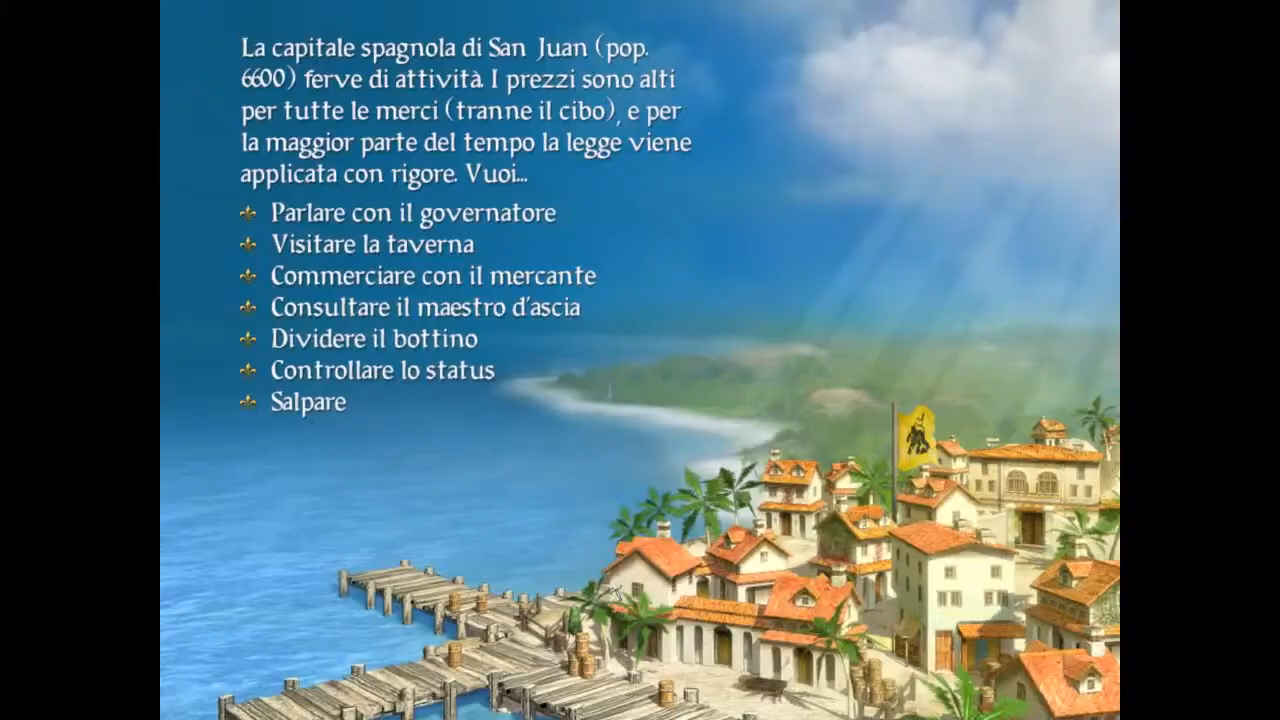 La capitale spagnola di San Juan (pop.
6600) ferve di attività. I prezzi sono alti
per tutte le merci (tranne il cibo), e per
la maggior parte del tempo la legge viene
applicata con rigore. Vuoi...
Parlare con il governatore
Visitare la taverna
Commerciare con il mercante
Consultare il maestro d'ascia
Dividere il bottino
Controllare lo status
Salpare